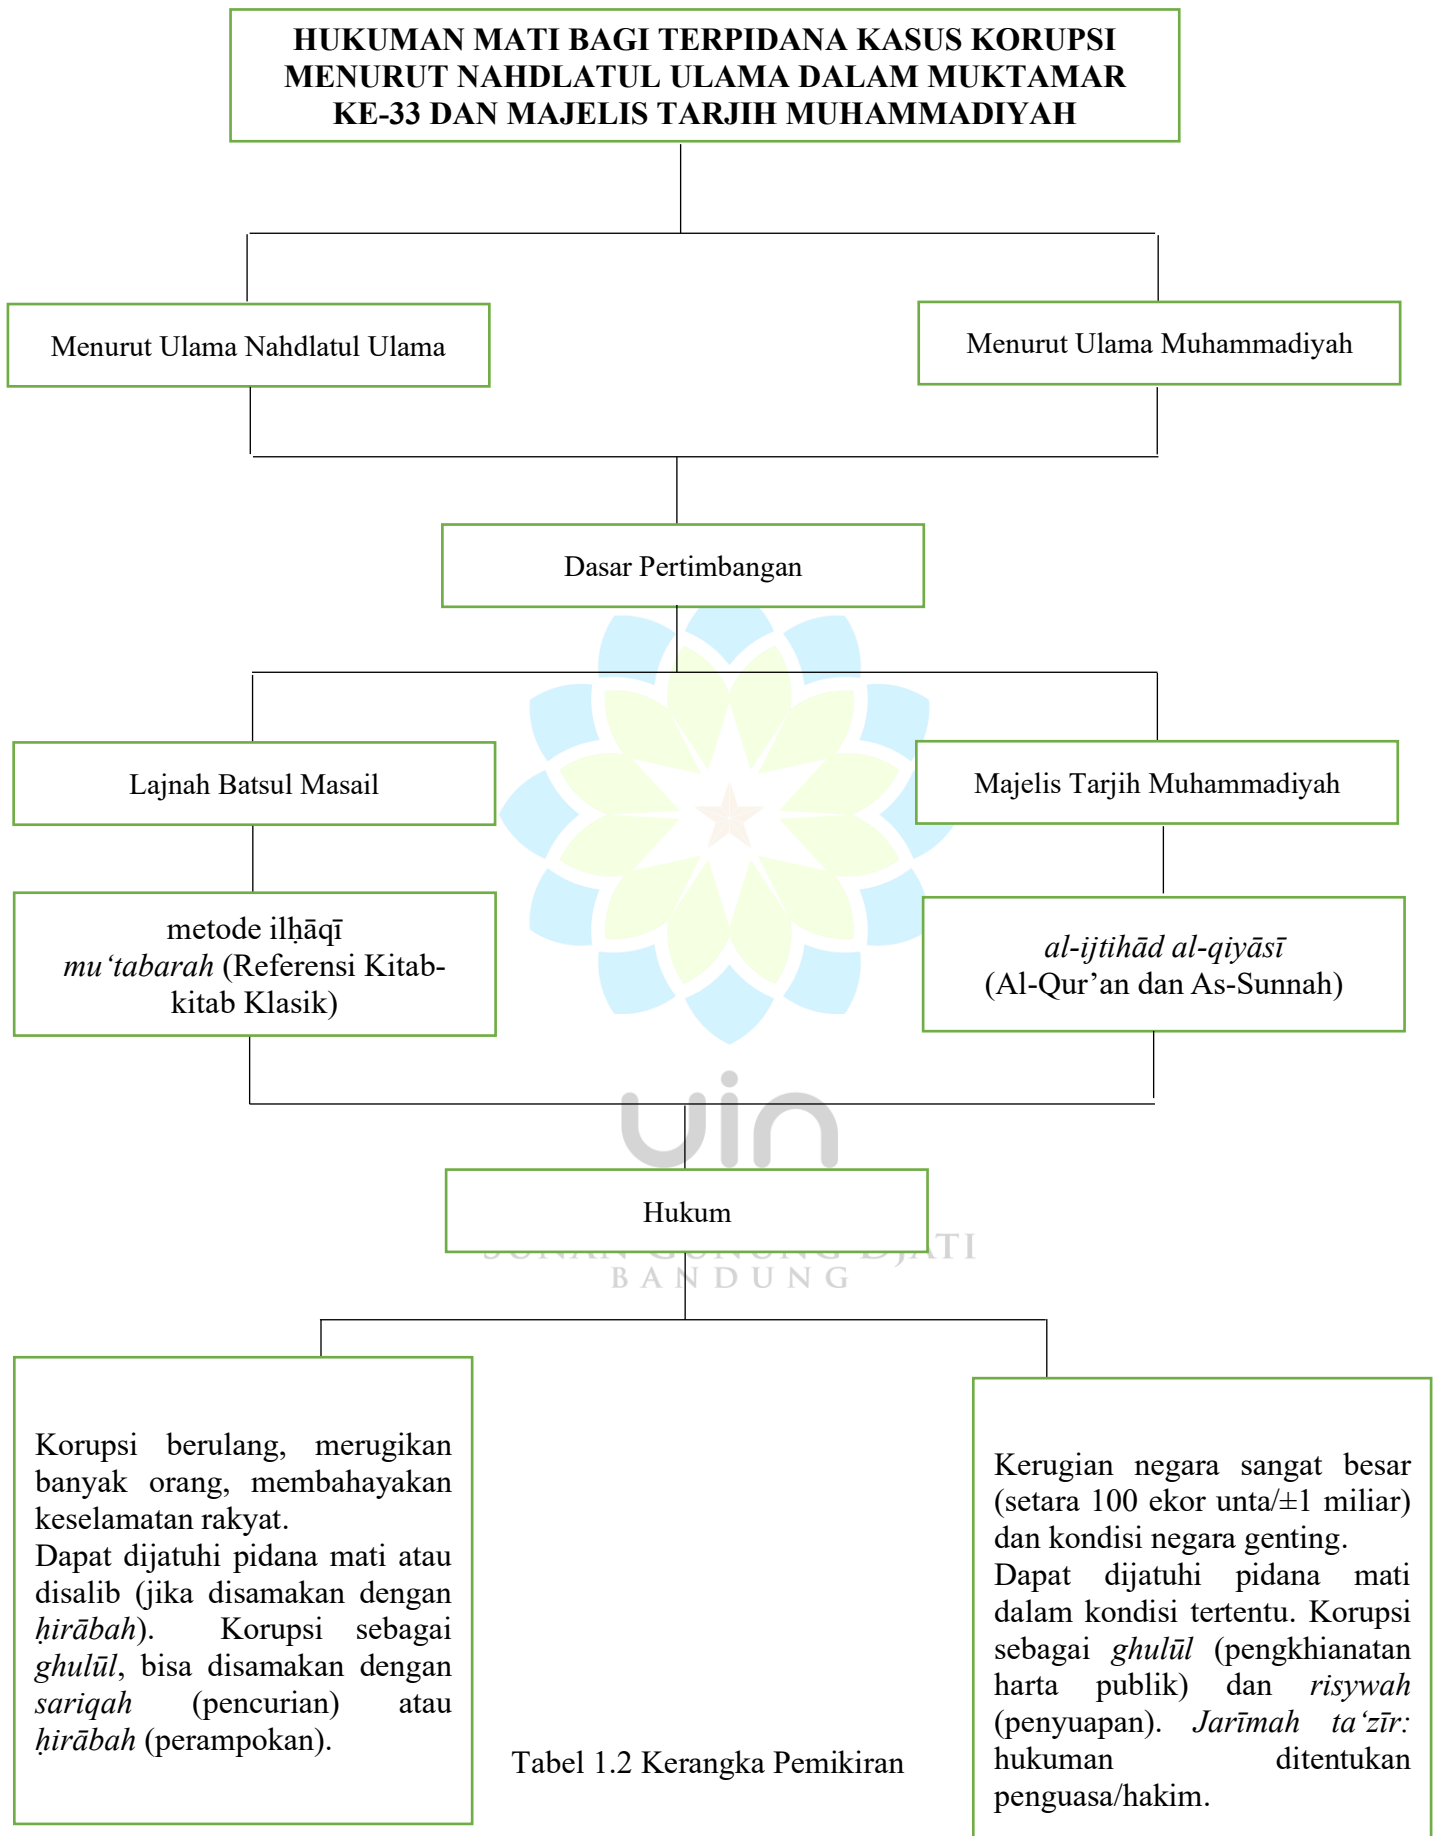 HUKUMAN MATI BAGI TERPIDANA KASUS KORUPSI
MENURUT NAHDLATUL ULAMA DALAM MUKTAMAR
KE-33 DAN MAJELIS TARJIH MUHAMMADIYAH
Menurut Ulama Nahdlatul Ulama
Menurut Ulama Muhammadiyah
Dasar Pertimbangan
Lajnah Batsul Masail
Majelis Tarjih Muhammadiyah
metode ilḥāqī
mu‘tabarah (Referensi Kitab-
kitab Klasik)
al-ijtihād al-qiyāsī
(Al-Qur’an dan As-Sunnah)
uin
Hukum
SUNAN GUNUNG DJATI
BANDUNG
Korupsi berulang, merugikan
banyak orang, membahayakan
keselamatan rakyat.
Dapat dijatuhi pidana mati atau
disalib (jika disamakan dengan
ḥirābah). Korupsi sebagai
ghulūl, bisa disamakan dengan
sariqah (pencurian) atau
ḥirābah (perampokan).
Kerugian negara sangat besar
(setara 100 ekor unta/±1 miliar)
dan kondisi negara genting.
Dapat dijatuhi pidana mati
dalam kondisi tertentu. Korupsi
sebagai ghulūl (pengkhianatan
harta publik) dan risywah
(penyuapan). Jarīmah ta‘zīr:
hukuman ditentukan
penguasa/hakim.
Tabel 1.2 Kerangka Pemikiran